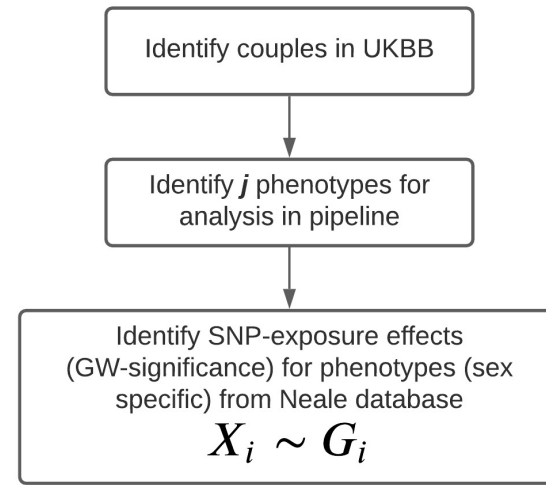 Identify couples in UKBB
Identify j phenotypes for
analysis in pipeline
Identify SNP-exposure effects
(GW-significance) for phenotypes (sex
specific) from Neale database
X_i ~ G_i